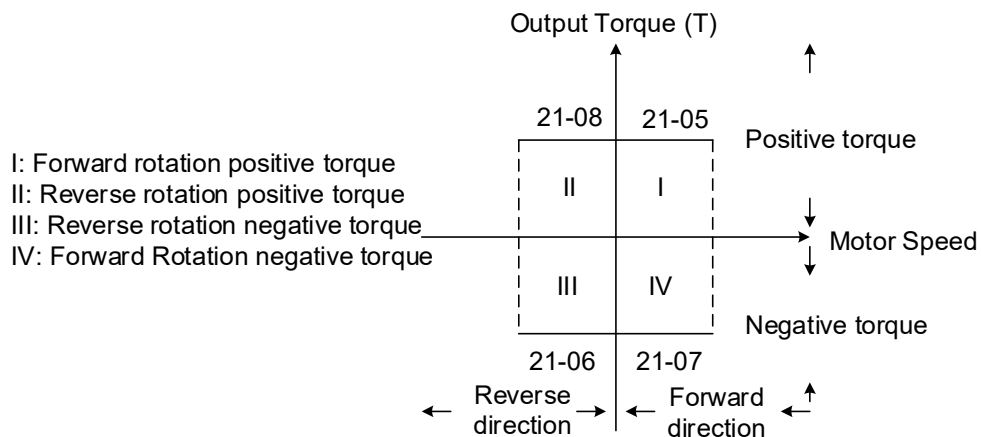 Output Torque (T)
21-08
21-05
Positive torque
I: Forward rotation positive torque
II: Reverse rotation positive torque
III: Reverse rotation negative torque
IV: Forward Rotation negative torque
II
I
Motor Speed
III
IV
Negative torque
21-06
21-07
Reverse
direction
Forward
direction